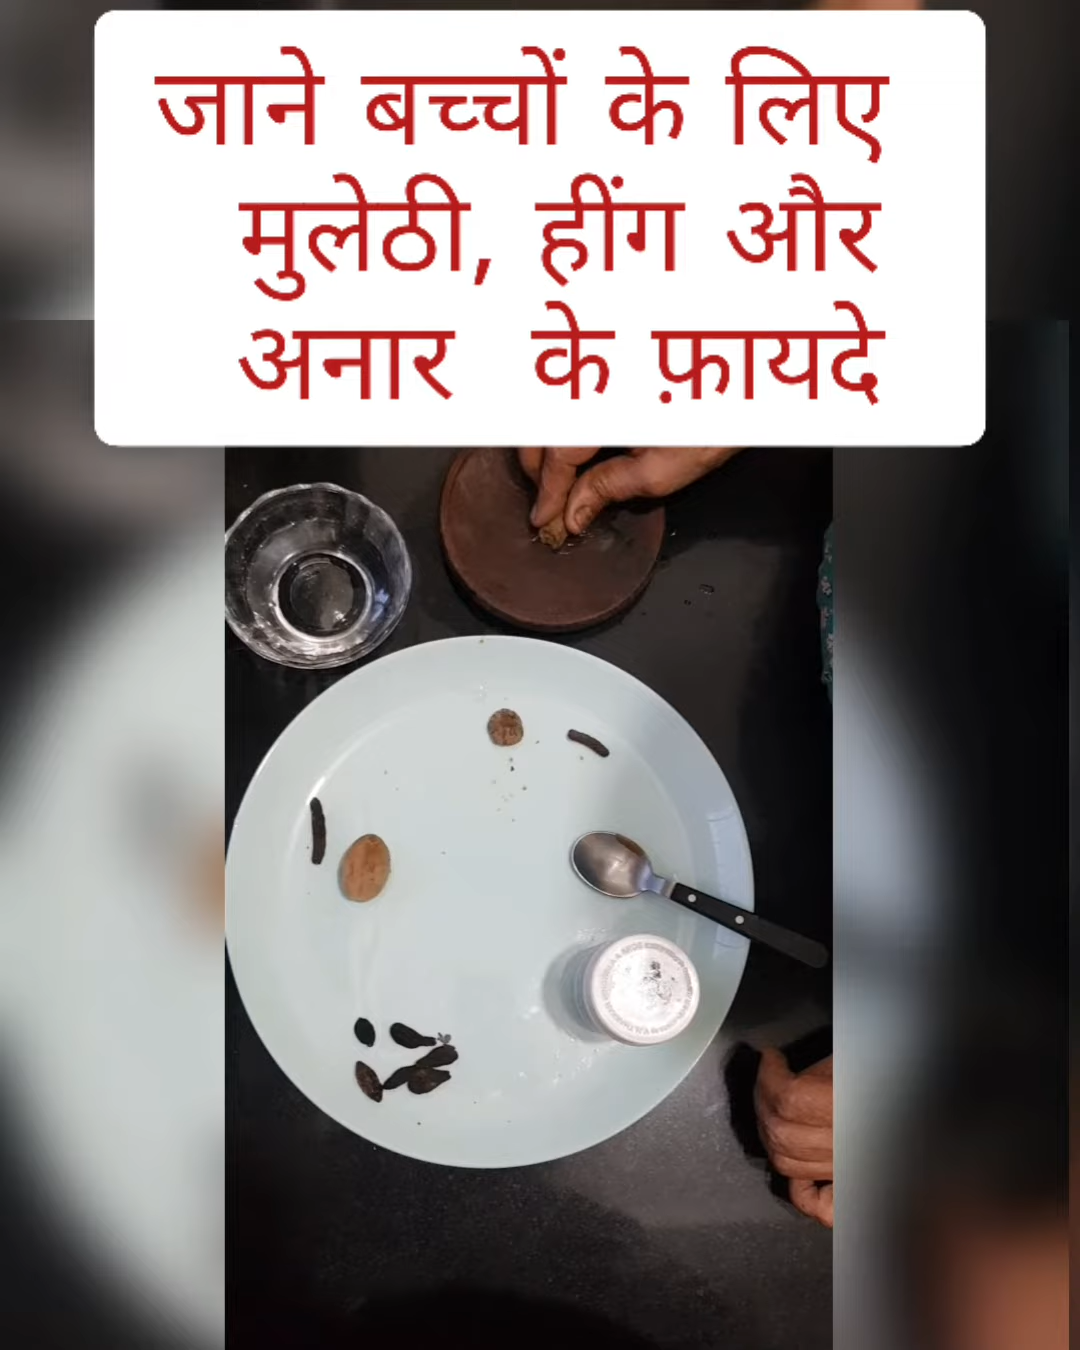 जाने बच्चों के लिए
मुलेठी, हींग और
अनार के फ़ायदे